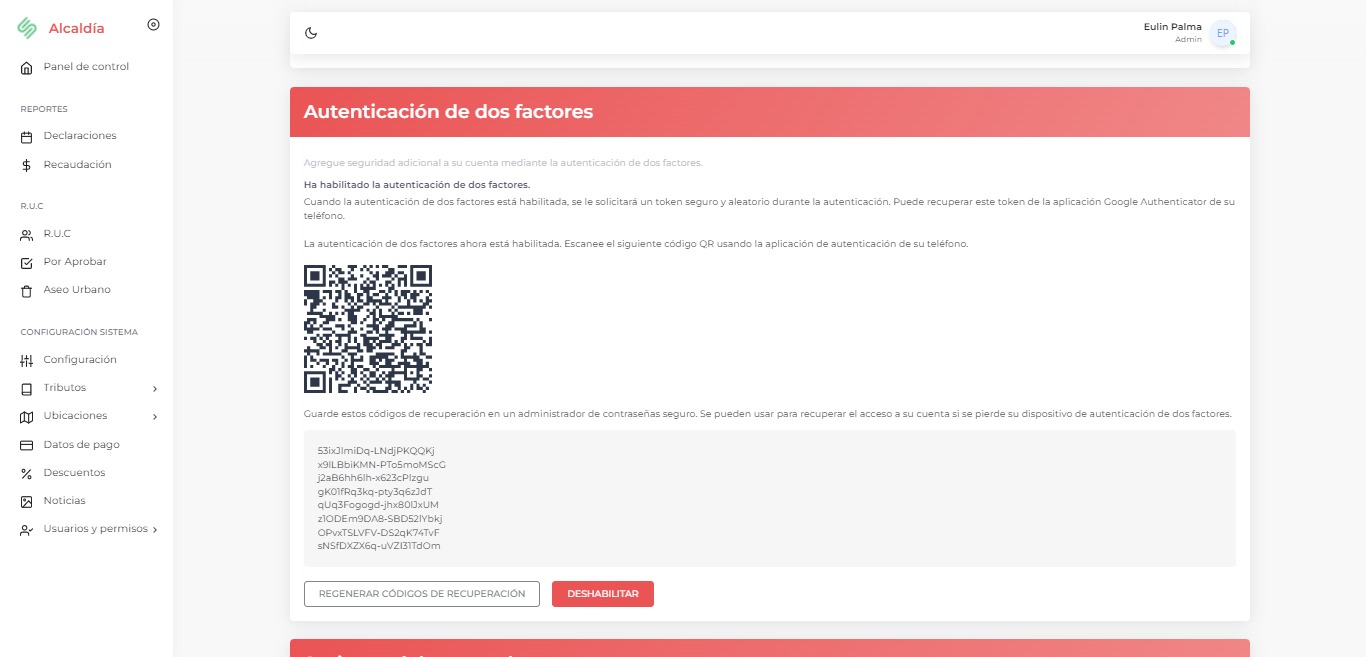 Alcaldía
Panel de control
REPORTES
Declaraciones
Recaudación
R.U.C
R.U.C
Por Aprobar
Aseo Urbano
CONFIGURACIÓN SISTEMA
Configuración
Tributos
Ubicaciones
Datos de pago
Descuentos
Noticias
Usuarios y permisos
Eulin Palma
Admin
EP
Autenticación de dos factores
Agregue seguridad adicional a su cuenta mediante la autenticación de dos factores.
Ha habilitado la autenticación de dos factores.
Cuando la autenticación de dos factores está habilitada, se le solicitará un token seguro y aleatorio durante la autenticación. Puede recuperar este token de la aplicación Google Authenticator de su
teléfono.
La autenticación de dos factores ahora está habilitada. Escanee el siguiente código QR usando la aplicación de autenticación de su teléfono.
Guarde estos códigos de recuperación en un administrador de contraseñas seguro. Se pueden usar para recuperar el acceso a su cuenta si se pierde su dispositivo de autenticación de dos factores.
53ixJImiDq-LNdjPKQQKj
x9ILBbiKMN-PTo5moMScG
j2aB6hh6Ih-x623cPIzgu
gK01fRq3kq-pty3q6zJdT
qUq3Fogogd-jhx80IJxUM
z1ODEm9DA8-SBD52IYbkj
OPvxTSLVFV-DS2qK74TvF
sNSfDXZX6q-uVZI31TdOm
REGENERAR CÓDIGOS DE RECUPERACIÓN
DESHABILITAR